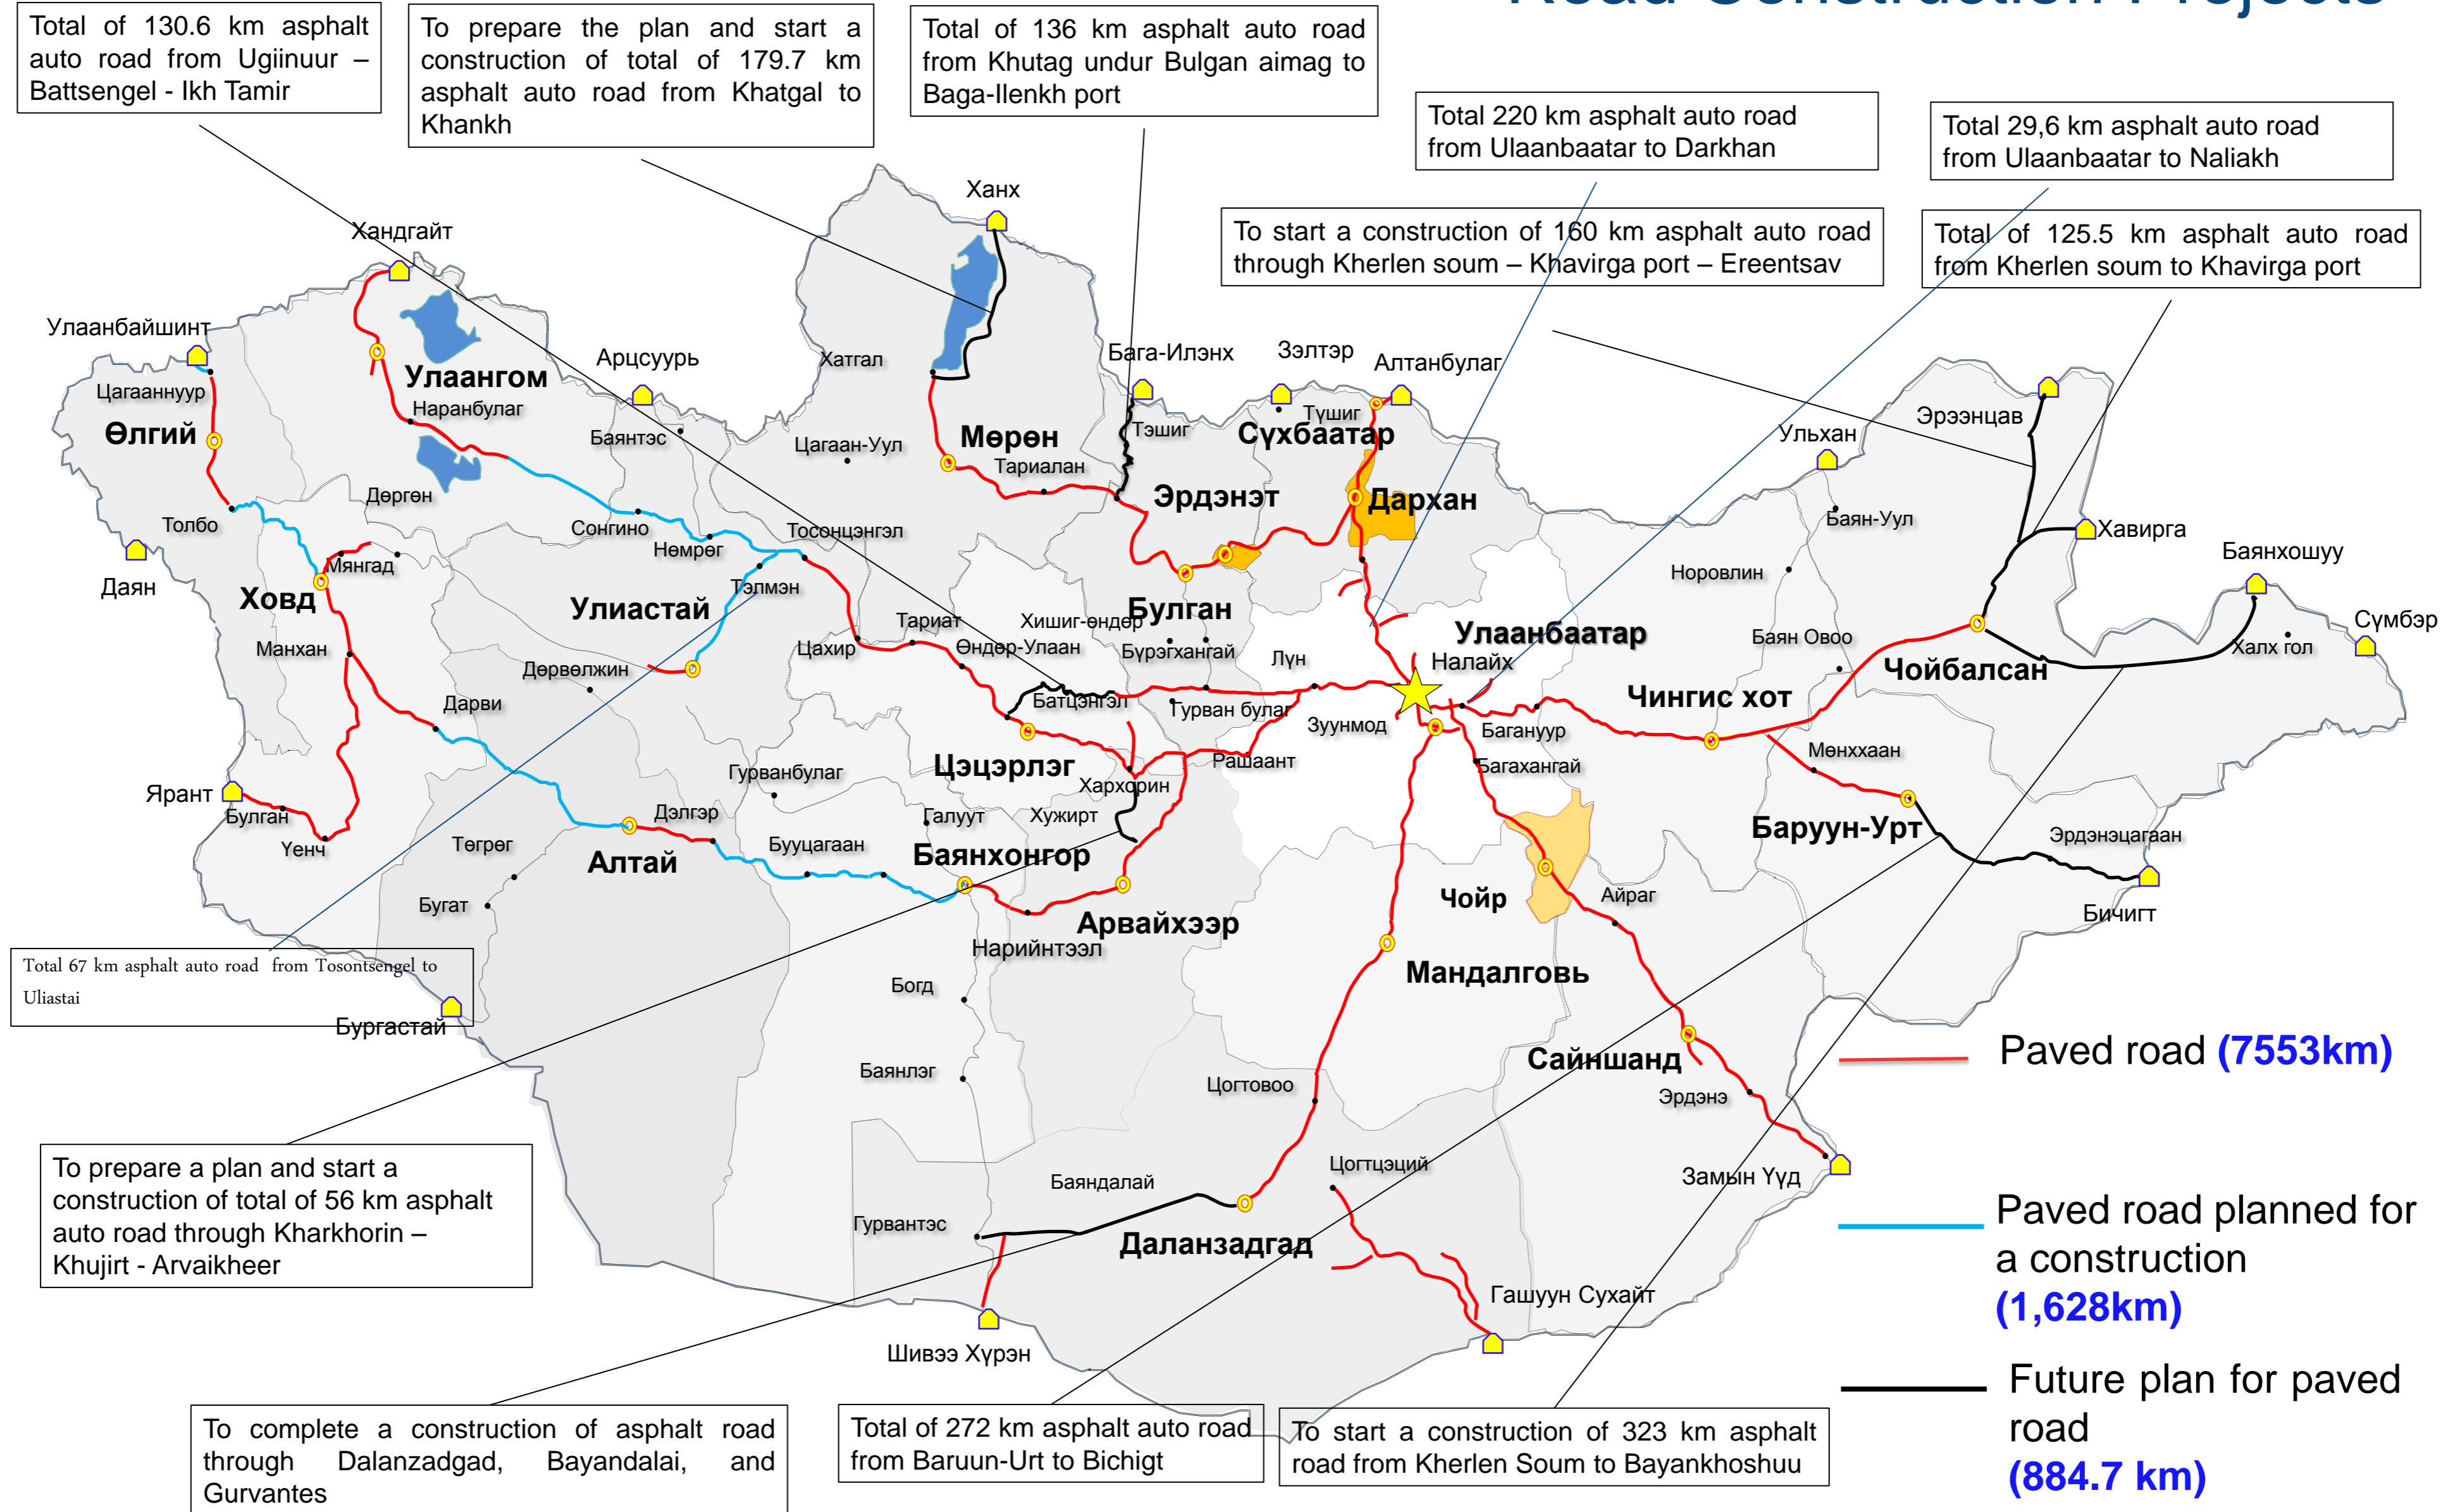 Road Construction Projects
Total of 130.6 km asphalt
auto road from Ugiinuur –
Battsengel - Ikh Tamir
To prepare the plan and start a
construction of total of 179.7 km
asphalt auto road from Khatgal to
Khankh
Total of 136 km asphalt auto road
from Khutag undur Bulgan aimag to
Baga-Ilenkh port
Total 220 km asphalt auto road
from Ulaanbaatar to Darkhan
Total 29,6 km asphalt auto road
from Ulaanbaatar to Naliakh
To start a construction of 160 km asphalt auto road
through Kherlen soum – Khavirga port – Ereentsav
Total of 125.5 km asphalt auto road
from Kherlen soum to Khavirga port
Ханх
Хандгайт
Улаанбайшинт
Арцсуурь
Хатгал
Бага-Илэнх
Зэлтэр
Алтанбулаг
Цагааннуур
Улаангом
Наранбулаг
Түшиг
Эрээнцав
Өлгий
Баянтэс
Цагаан-Уул
Мөрөн
Тэшиг
Сүхбаатар
Ульхан
Тариалан
Дөргөн
Эрдэнэт
Дархан
Толбо
Сонгино
Нөмрөг
Тосонцэнгэл
Баян-Уул
Хавирга
Баянхошуу
Мянгад
Даян
Тэлмэн
Норовлин
Ховд
Улиастай
Булган
Хишиг-өндөр
Тариат
Сүмбэр
Манхан
Цахир
Өндөр-Улаан
Бүрэгхангай
Лүн
Улаанбаатар
Налайх
Баян Овоо
Халх гол
Дөрвөлжин
Чойбалсан
Дарви
Батцэнгэл
Гурван булаг
Зуунмод
Багануур
Чингис хот
Мөнххаан
Ярант
Гурванбулаг
Цэцэрлэг
Рашаант
Багахангай
Булган
Дэлгэр
Галуут
Хужирт
Хархорин
Үенч
Төгрөг
Алтай
Бууцагаан
Баянхонгор
Баруун-Урт
Эрдэнэцагаан
Бугат
Арвайхээр
Чойр
Айраг
Бичигт
Нарийнтээл
Мандалговь
Total 67 km asphalt auto road from Tosontsengel to
Uliastai
Богд
Бургастай
Сайншанд
Paved road (7553km)
Баянлэг
Цогтовоо
Эрдэнэ
To prepare a plan and start a
construction of total of 56 km asphalt
auto road through Kharkhorin –
Khujirt - Arvaikheer
Баяндалай
Цогтцэций
Замын Үүд
Гурвантэс
Даланзадгад
Paved road planned for
a construction
(1,628km)
Гашуун Сухайт
Шивээ Хүрэн
Future plan for paved
road
(884.7 km)
To complete a construction of asphalt road
through Dalanzadgad, Bayandalai, and
Gurvantes
Total of 272 km asphalt auto road
from Baruun-Urt to Bichigt
To start a construction of 323 km asphalt
road from Kherlen Soum to Bayankhoshuu